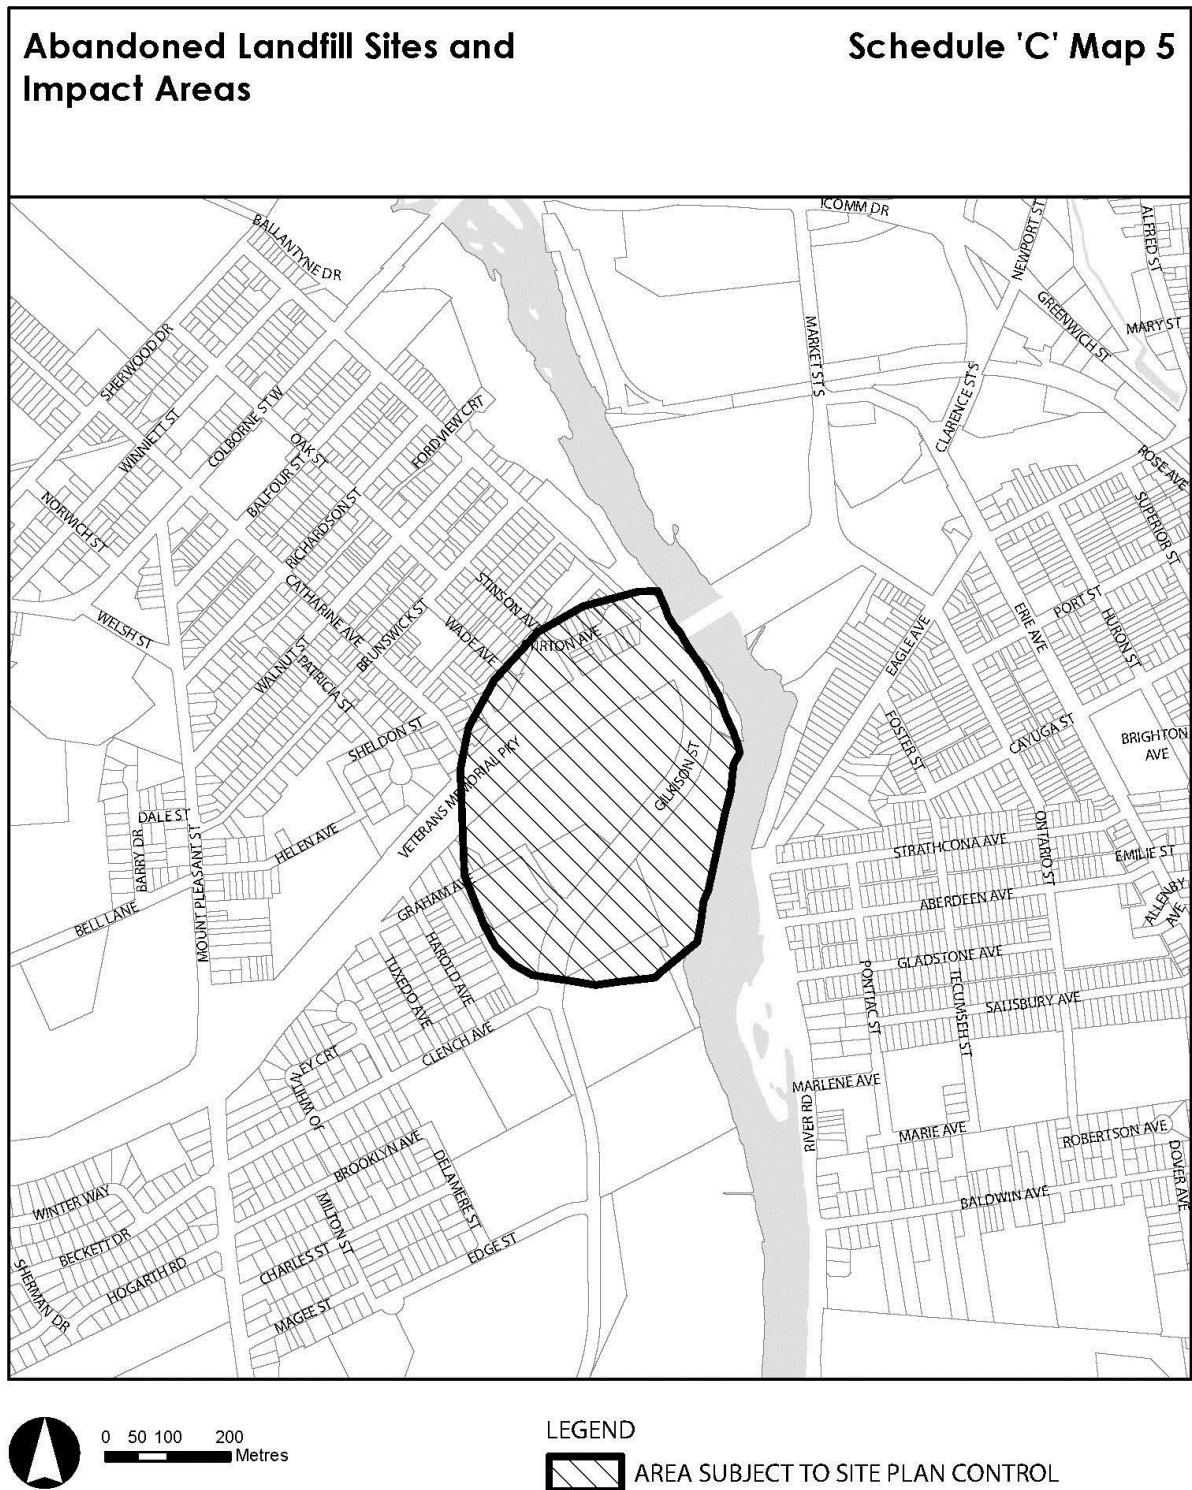 Abandoned Landfill Sites and
Impact Areas
Schedule 'C' Map 5
ICOMM DR
BALLANTYNE DR
NEWPORT ST
ALFRED ST
GREENWICH ST
MARY ST
SHERWOOD DR
MARKET ST S
CLARENCE ST S
WINNIETT ST
COLBORNE ST W
OAK ST
FORDVIEW CRT
BALFOUR ST
ROSE AVE
NORWICH ST
RICHARDSON ST
SUPERIOR ST
CATHARINE AVE
STINSON AVE
PORT ST
WELSH ST
BRUNSWICK ST
WADE AVE
ERIE AVE
HURON ST
EAGLE AVE
WALNUT ST
PATRICIA ST
SHELDON ST
FOSTER ST
CAYUGA ST
BRIGHTON
AVE
VETERANS MEMORIAL PKY
GILKISON ST
DALE ST
BARRY DR
HELEN AVE
STRATHCONA AVE
ONTARIO ST
EMILIE ST
MOUNT PLEASANT ST
GRAHAM AVE
ABERDEEN AVE
ALLENBY
AVE
BELL LANE
HAROLD AVE
TUXEDO AVE
GLADSTONE AVE
PONTIAC ST
TECUMSEH ST
SALISBURY AVE
CLENCH AVE
MARLENE AVE
RIVER RD
MARIE AVE
ROBERTSON AVE
BROOKLYN AVE
DELAMERE ST
DOVER AVE
WINTER WAY
MILTON ST
BALDWIN AVE
BECKETT DR
EDGE ST
CHARLES ST
HOGARTH RD
SHERMAN DR
MAGEE ST
0 50 100 200
Metres
LEGEND
AREA SUBJECT TO SITE PLAN CONTROL